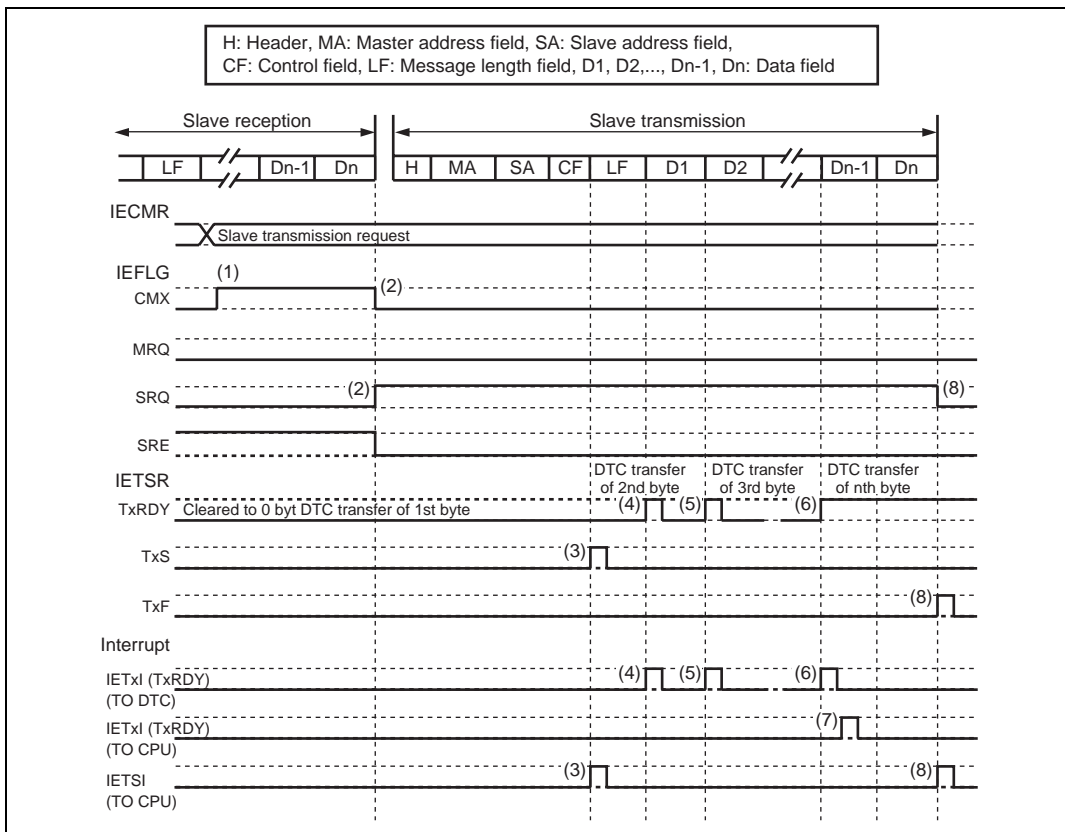 H: Header, MA: Master address field, SA: Slave address field,
CF: Control field, LF: Message length field, D1, D2,..., Dn-1, Dn: Data field
Slave reception Slave transmission
LF Dn-1 Dn H MA SA CF LF D1 D2 Dn-1 Dn
IECMR
Slave transmission request
IEFLG (1)
CMX (2)
MRQ
SRQ (2) (8)
SRE
IETSR DTC transfer DTC transfer DTC transfer
of 2nd byte of 3rd byte of nth byte
TxRDY Cleared to 0 byt DTC transfer of 1st byte (4) (5) (6)
TxS (3)
TxF (8)
Interrupt
IETxI (TxRDY) (4) (5) (6)
(TO DTC)
IETxI (TxRDY) (7)
(TO CPU)
IETSI (3) (8)
(TO CPU)